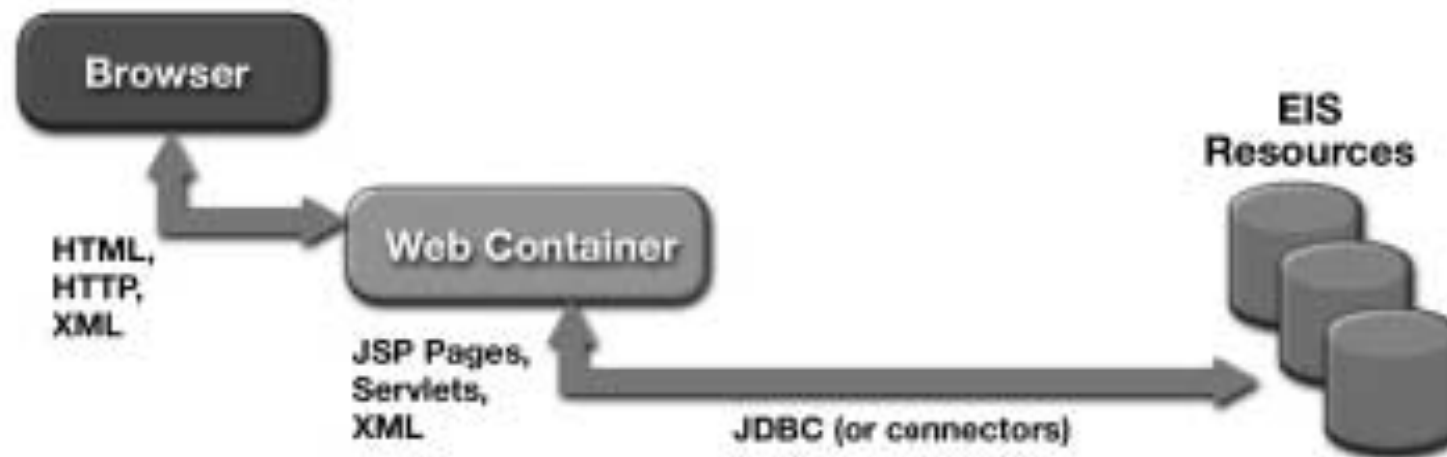 Browser
EIS
Resources
HTML,
HTTP,
XML
Web Container
JSP Pages,
Servlets,
XML
JDBC (or connectors)